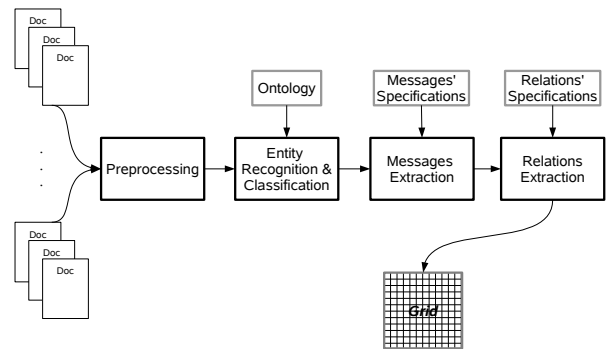 Doc
Doc
Doc
Ontology
Messages'
Specifications
Relations'
Specifications
.
.
.
Preprocessing
Entity
Recognition &
Classification
Messages
Extraction
Relations
Extraction
Doc
Doc
Doc
Grid